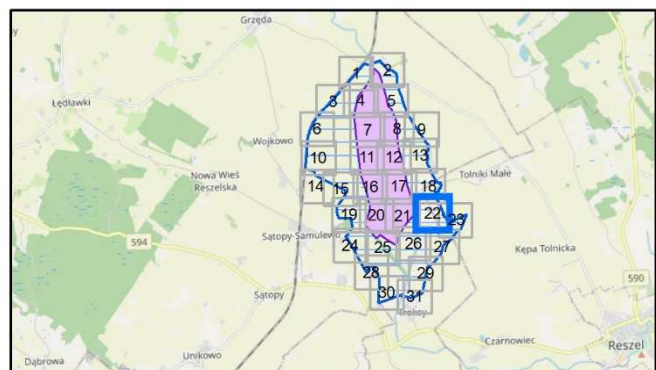 Grzęda
1 2
3 4 5
Łędławki
6 7 8 9
Wojkowo
10 11 12 13
Nowa Wieś
Reszelska
14 15 16 17 18
Tolniki Małe
19 20 21 22 23
594
Sątopy-Samulewo
24 25 26 27
Kępa Tolnicka
28 29
590
Sątopy
30 31
Trolisy
Czarnowiec
Reszel
Unikowo
Dąbrowa